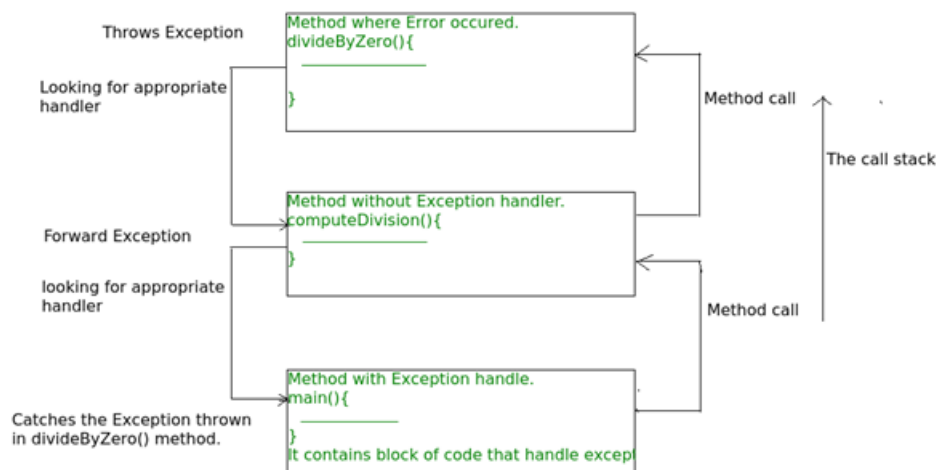 Throws Exception
Method where Error occured.
divideByZero(){
}
Looking for appropriate
handler
Method call
The call stack
Method without Exception handler.
computeDivision(){
}
Forward Exception
looking for appropriate
handler
Method call
Method with Exception handle.
main(){
}
It contains block of code that handle
Catches the Exception thrown
in divideByZero() method.